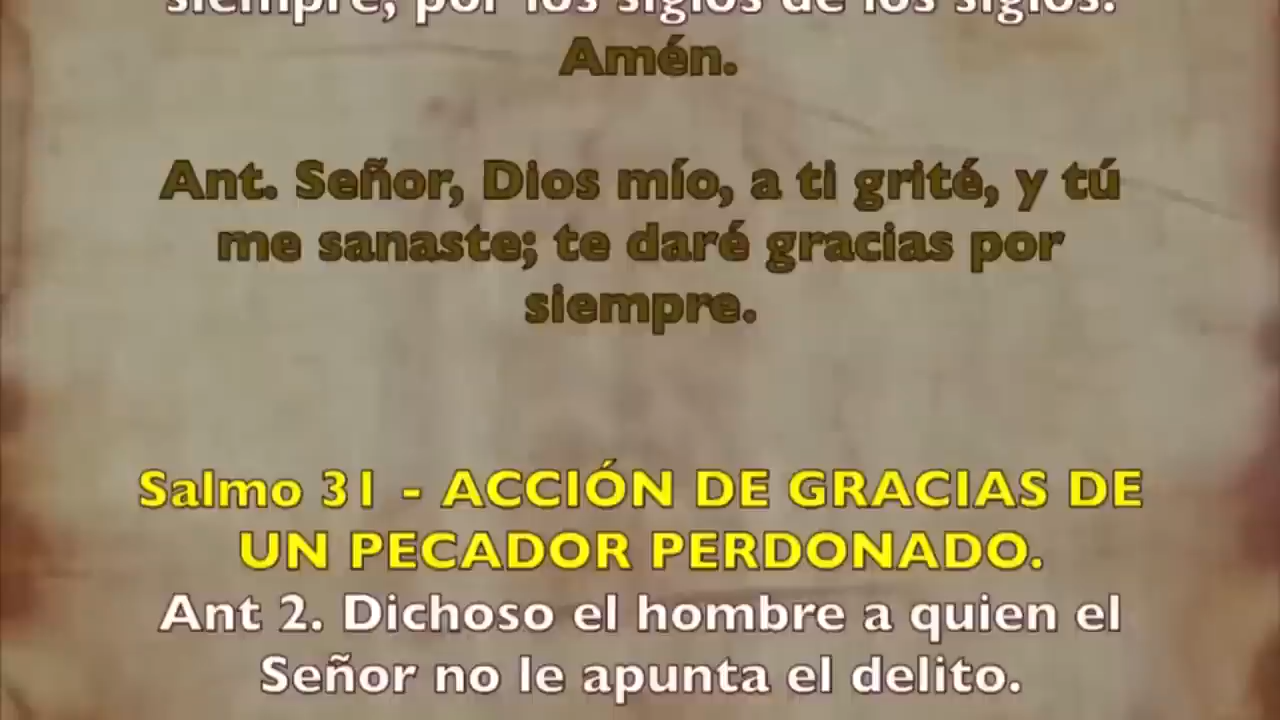 siempre, por los siglos de los siglos.
Amén.
Ant. Señor, Dios mío, a ti grité, y tú
me sanaste; te daré gracias por
siempre.
Salmo 31 - ACCIÓN DE GRACIAS DE
UN PECADOR PERDONADO.
Ant 2. Dichoso el hombre a quien el
Señor no le apunta el delito.